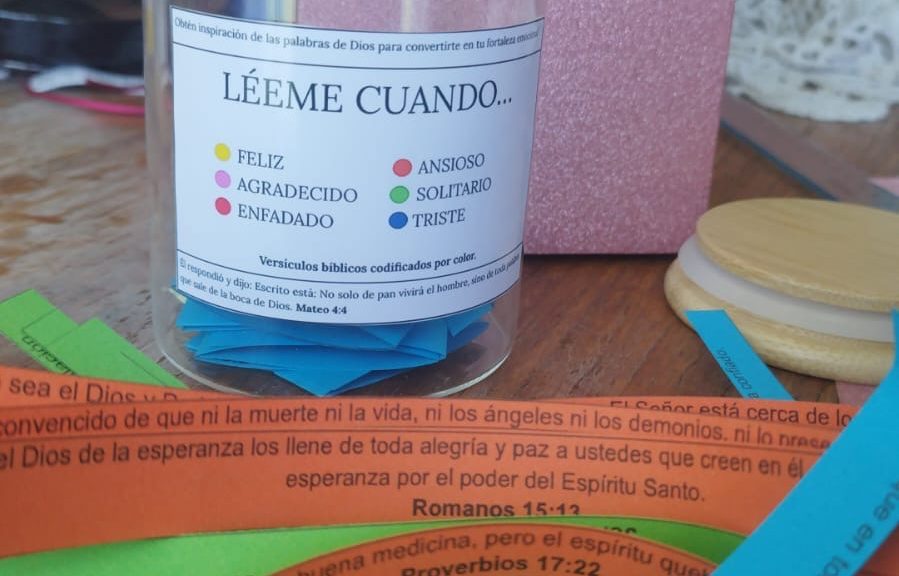 Obtén inspiración de las palabras de Dios para convertirte en tu fortaleza emocional
LÉEME CUANDO...
FELIZ
AGRADECIDO
ENFADADO
ANSIOSO
SOLITARIO
TRISTE
Versículos bíblicos codificados por color.
Él respondió y dijo: Escrito está: No solo de pan vivirá el hombre, sino de toda palabra
que sale de la boca de Dios. Mateo 4:4
sea el Dios y
El Señor está cerca de lo
convencido de que ni la muerte ni la vida, ni los ángeles ni los demonios, ni lo prese
el Dios de la esperanza los llene de toda alegría y paz a ustedes que creen en él
esperanza por el poder del Espíritu Santo.
Romanos 15:13
buena medicina, pero el espíritu que
Proverbios 17:22
que en to